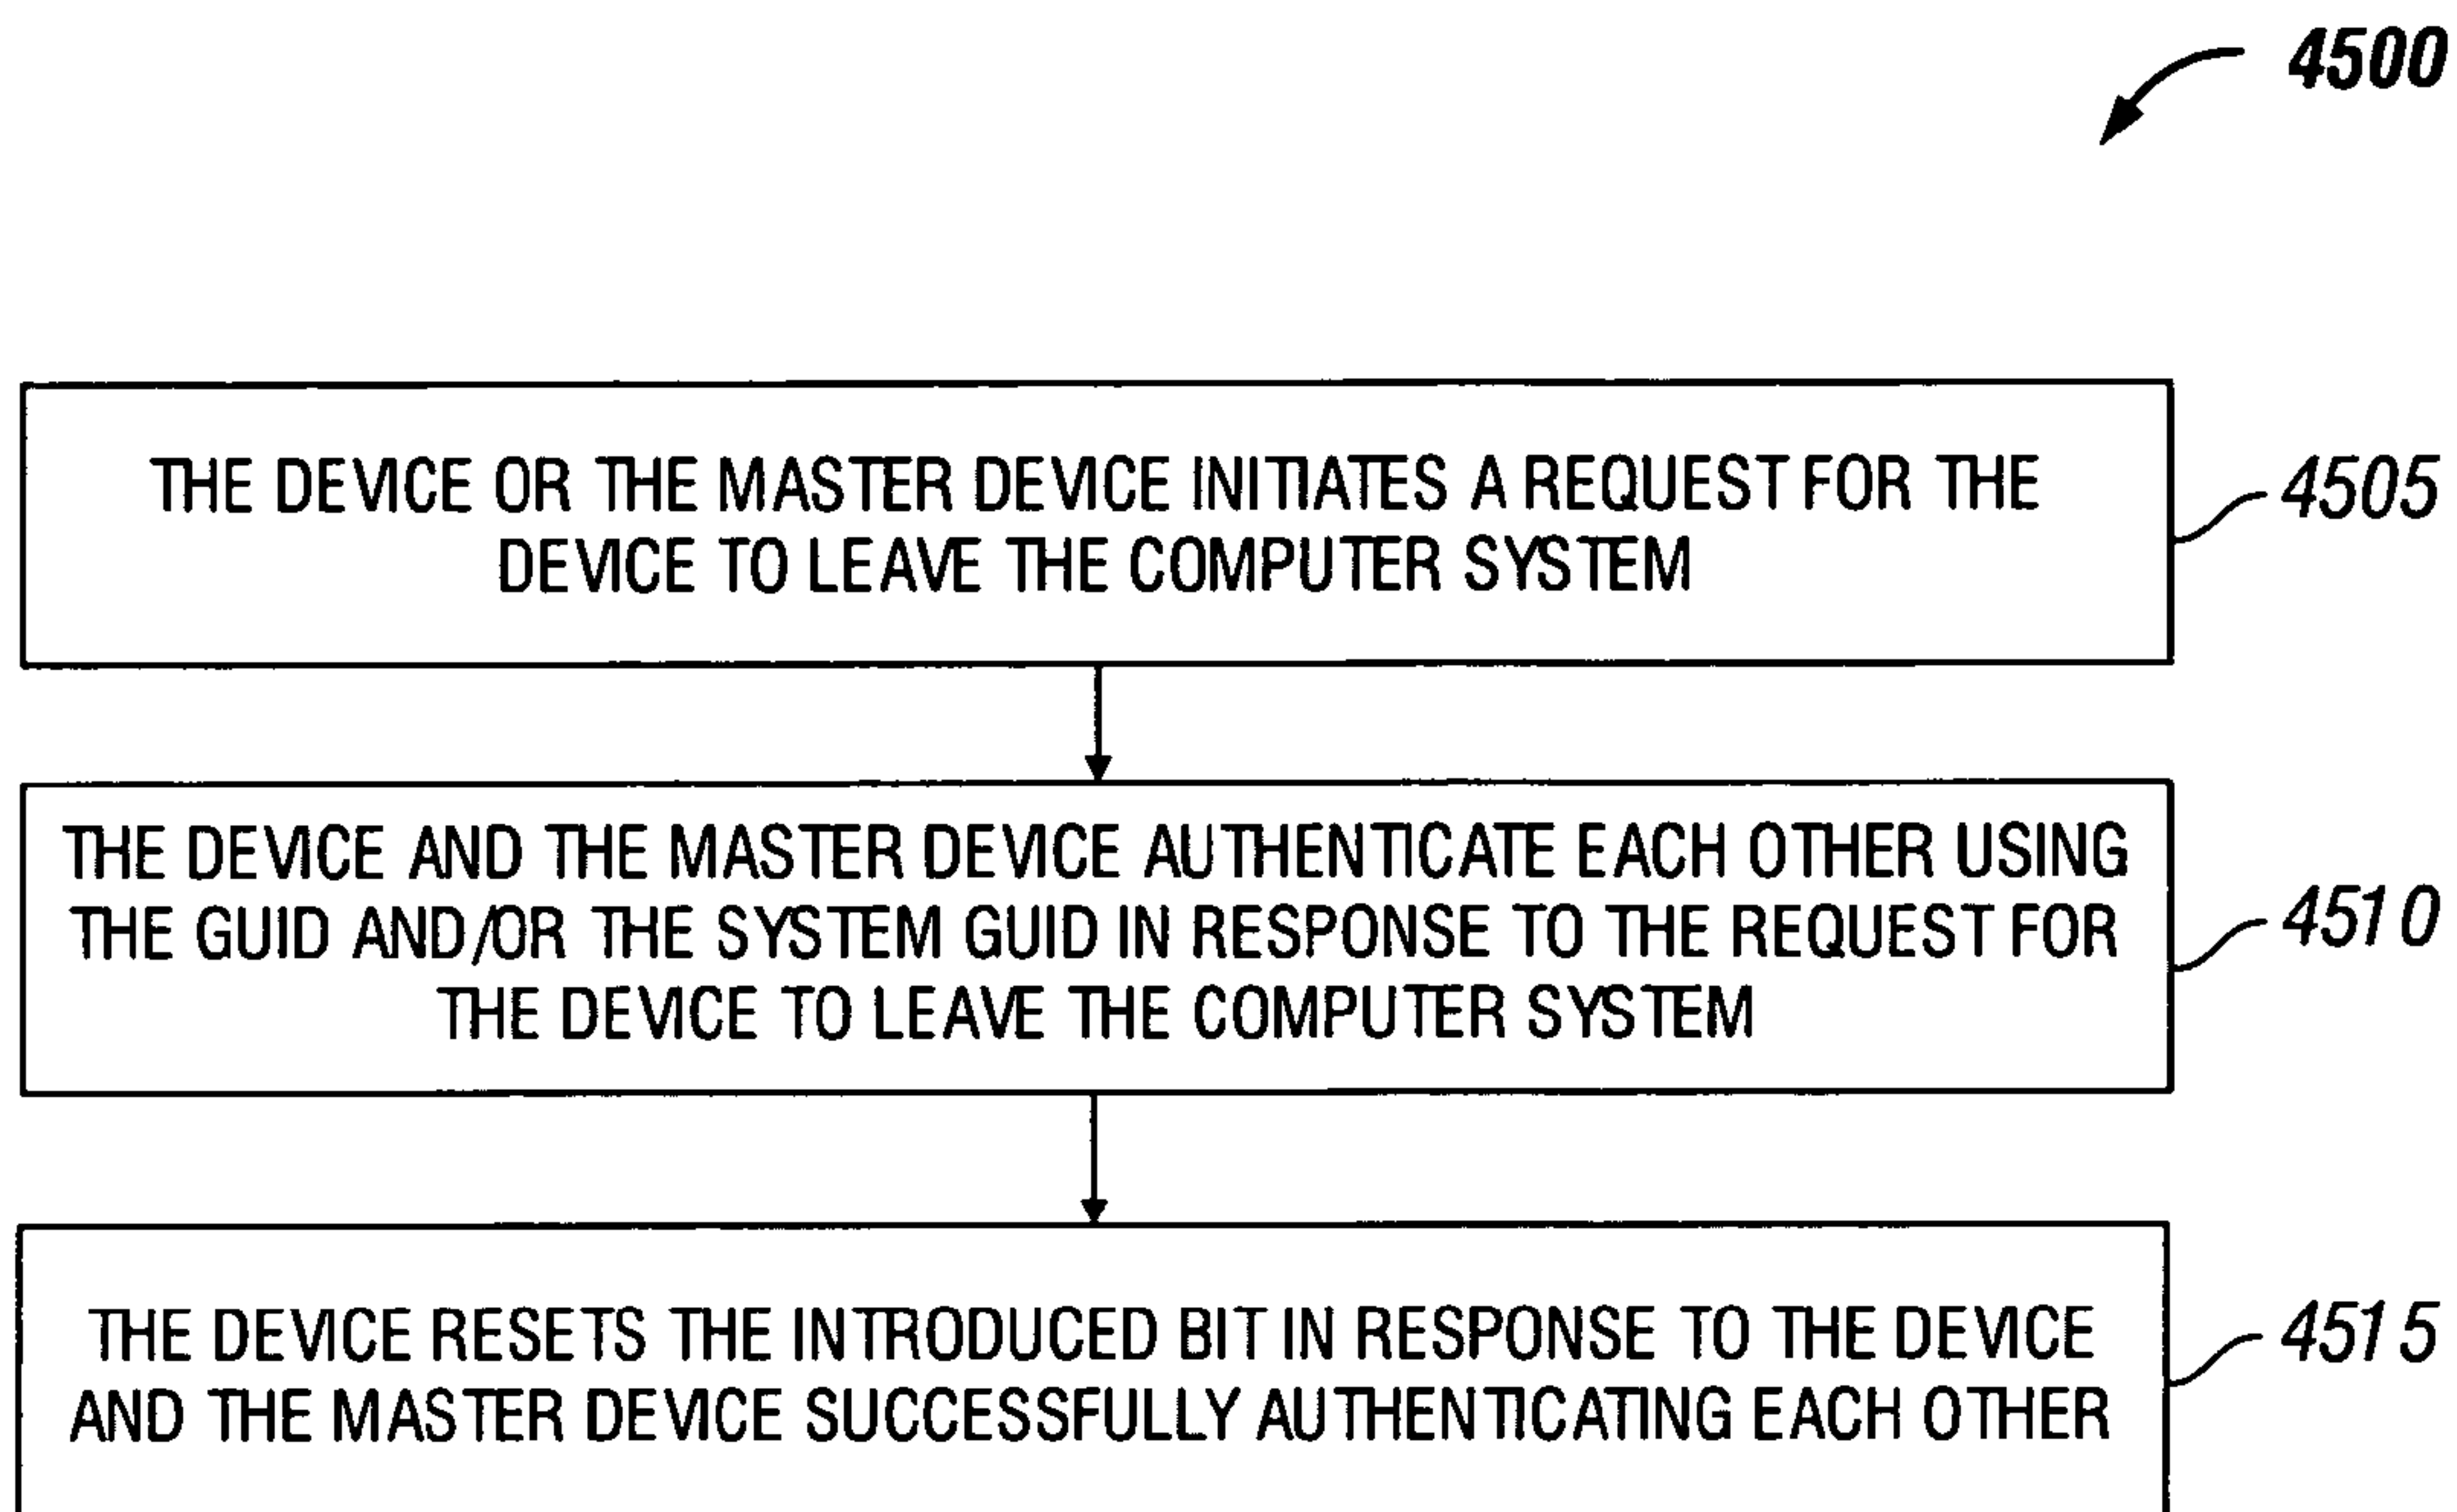 4500
THE DEVICE OR THE MASTER DEVICE INITIATES A REQUEST FOR THE
DEVICE TO LEAVE THE COMPUTER SYSTEM
4505
THE DEVICE AND THE MASTER DEVICE AUTHENTICATE EACH OTHER USING
THE GUID AND/OR THE SYSTEM GUID IN RESPONSE TO THE REQUEST FOR
THE DEVICE TO LEAVE THE COMPUTER SYSTEM
4510
THE DEVICE RESETS THE INTRODUCED BIT IN RESPONSE TO THE DEVICE
AND THE MASTER DEVICE SUCCESSFULLY AUTHENTICATING EACH OTHER
4515